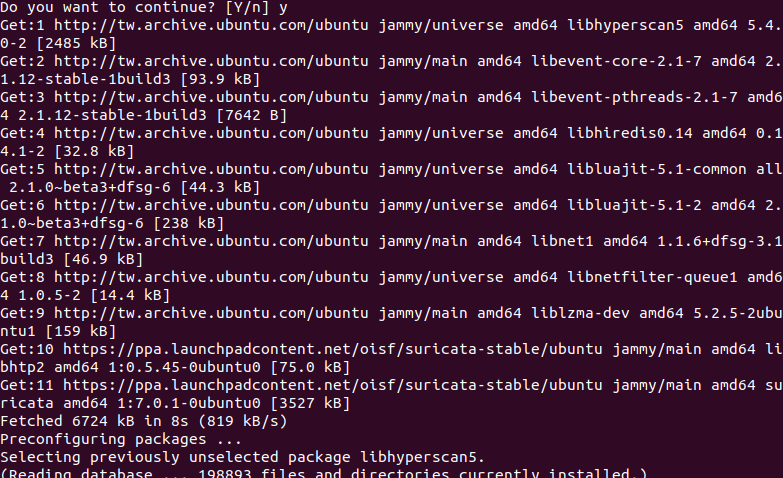 Do you want to continue? [Y/n] y
Get:1 http://tw.archive.ubuntu.com/ubuntu jammy/universe amd64 libhyperscan5 amd64 5.4.
0-2 [2485 kB]
Get:2 http://tw.archive.ubuntu.com/ubuntu jammy/main amd64 libevent-core-2.1-7 amd64 2.
1.12-stable-1build3 [93.9 kB]
Get:3 http://tw.archive.ubuntu.com/ubuntu jammy/main amd64 libevent-pthreads-2.1-7 amd6
4 2.1.12-stable-1build3 [7642 B]
Get:4 http://tw.archive.ubuntu.com/ubuntu jammy/universe amd64 libhiredis0.14 amd64 0.1
4.1-2 [32.8 kB]
Get:5 http://tw.archive.ubuntu.com/ubuntu jammy/universe amd64 libluajit-5.1-common all
 2.1.0~beta3+dfsg-6 [44.3 kB]
Get:6 http://tw.archive.ubuntu.com/ubuntu jammy/universe amd64 libluajit-5.1-2 amd64 2.
1.0~beta3+dfsg-6 [238 kB]
Get:7 http://tw.archive.ubuntu.com/ubuntu jammy/main amd64 libnet1 amd64 1.1.6+dfsg-3.1
build3 [46.9 kB]
Get:8 http://tw.archive.ubuntu.com/ubuntu jammy/universe amd64 libnetfilter-queue1 amd6
4 1.0.5-2 [14.4 kB]
Get:9 http://tw.archive.ubuntu.com/ubuntu jammy/main amd64 liblzma-dev amd64 5.2.5-2ubu
ntu1 [159 kB]
Get:10 https://ppa.launchpadcontent.net/oisf/suricata-stable/ubuntu jammy/main amd64 li
bhtp2 amd64 1:0.5.45-0ubuntu0 [75.0 kB]
Get:11 https://ppa.launchpadcontent.net/oisf/suricata-stable/ubuntu jammy/main amd64 su
ricata amd64 1:7.0.1-0ubuntu0 [3527 kB]
Fetched 6724 kB in 8s (819 kB/s)
Preconfiguring packages ...
Selecting previously unselected package libhyperscan5.
(Reading database ... 198893 files and directories currently installed.)